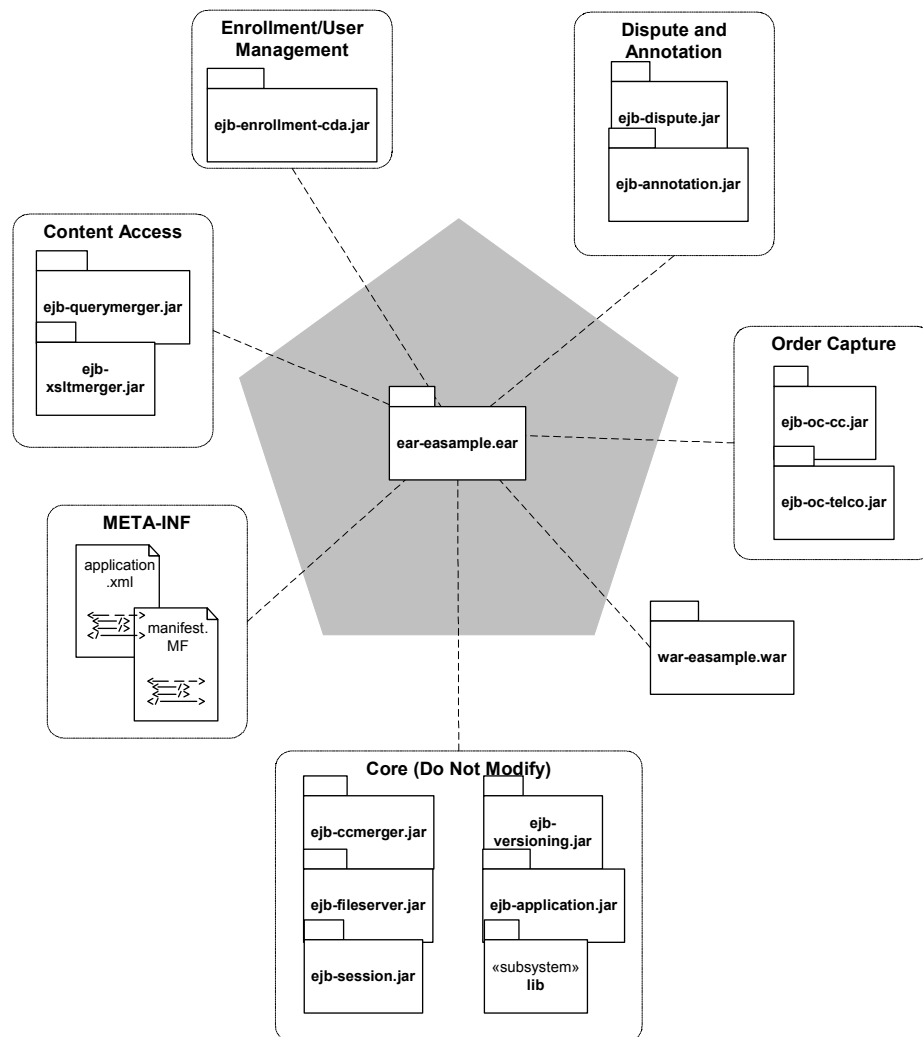 Enrollment/User
Management
ejb-enrollment-cda.jar
Dispute and
Annotation
ejb-dispute.jar
ejb-annotation.jar
Content Access
ejb-querymerger.jar
ejb-
xsltmerger.jar
ear-easample.ear
Order Capture
ejb-oc-cc.jar
ejb-oc-telco.jar
META-INF
application
.xml
manifest.
MF
war-easample.war
Core (Do Not Modify)
ejb-ccmerger.jar
ejb-fileserver.jar
ejb-session.jar
ejb-
versioning.jar
ejb-application.jar
«subsystem»
lib